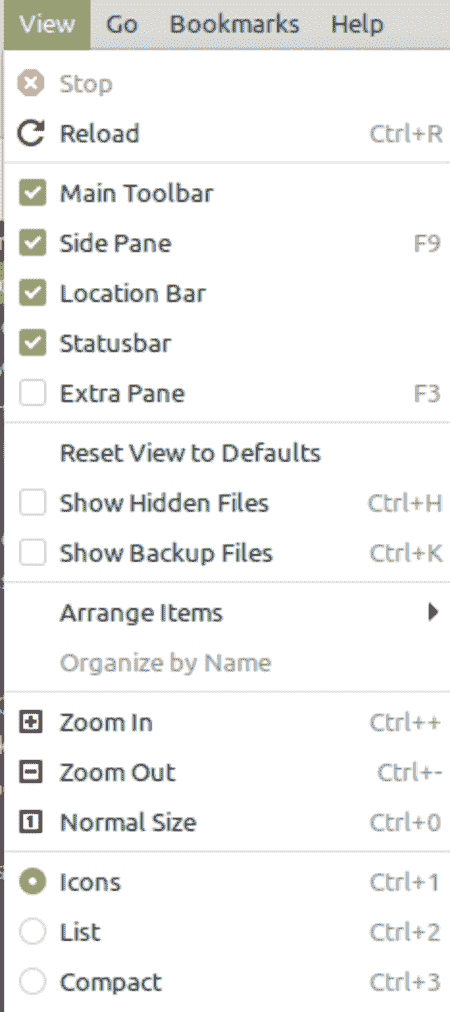 View Go Bookmarks Help
Stop
Reload Ctrl+R
Main Toolbar
Side Pane F9
Location Bar
Statusbar
Extra Pane F3
Reset View to Defaults
Show Hidden Files Ctrl+H
Show Backup Files Ctrl+K
Arrange Items
Organize by Name
Zoom In Ctrl++
Zoom Out Ctrl+-
Normal Size Ctrl+0
Icons Ctrl+1
List Ctrl+2
Compact Ctrl+3